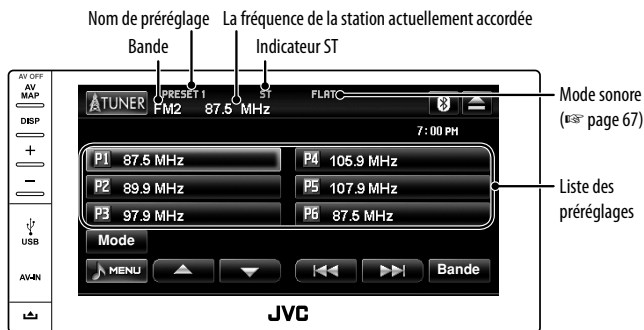 Nom de préréglage La fréquence de la station actuellement accordée
Bande Indicateur ST
AV OFF
AV
MAP
DISP
+
−
USB
AV-IN
TUNER
PRESET 1
ST
FLAT
FM2 87.5 MHz
7:00 PM
P1 87.5 MHz
P4 105.9 MHz
P2 89.9 MHz
P5 107.9 MHz
P3 97.9 MHz
P6 87.5 MHz
Mode
MENU
Bande
JVC
Mode sonore
(☞ page 67)
Liste des
préréglages